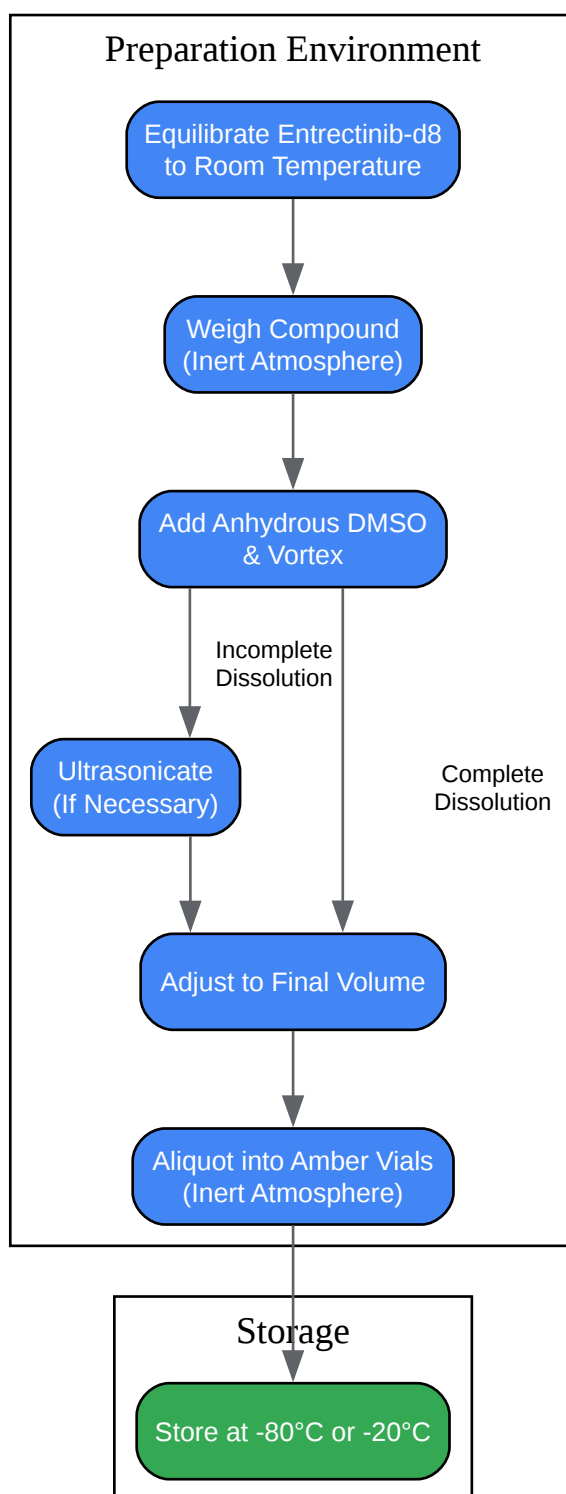 Preparation Environment
Equilibrate Entrectinib-d8
to Room Temperature
Weigh Compound
(Inert Atmosphere)
Add Anhydrous DMSO
& Vortex
Incomplete
Dissolution
Ultrasonicate
(If Necessary)
Complete
Dissolution
Adjust to Final Volume
Aliquot into Amber Vials
(Inert Atmosphere)
Storage
Store at -80°C or -20°C